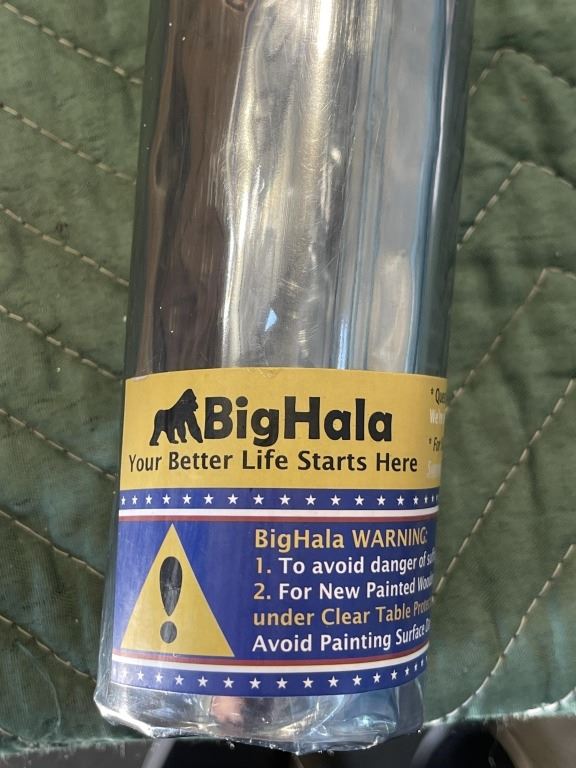 BigHala
Your Better Life Starts Here
BigHala WARNING:
1. To avoid danger of
2. For New Painted
under Clear Table
Avoid Painting Surface